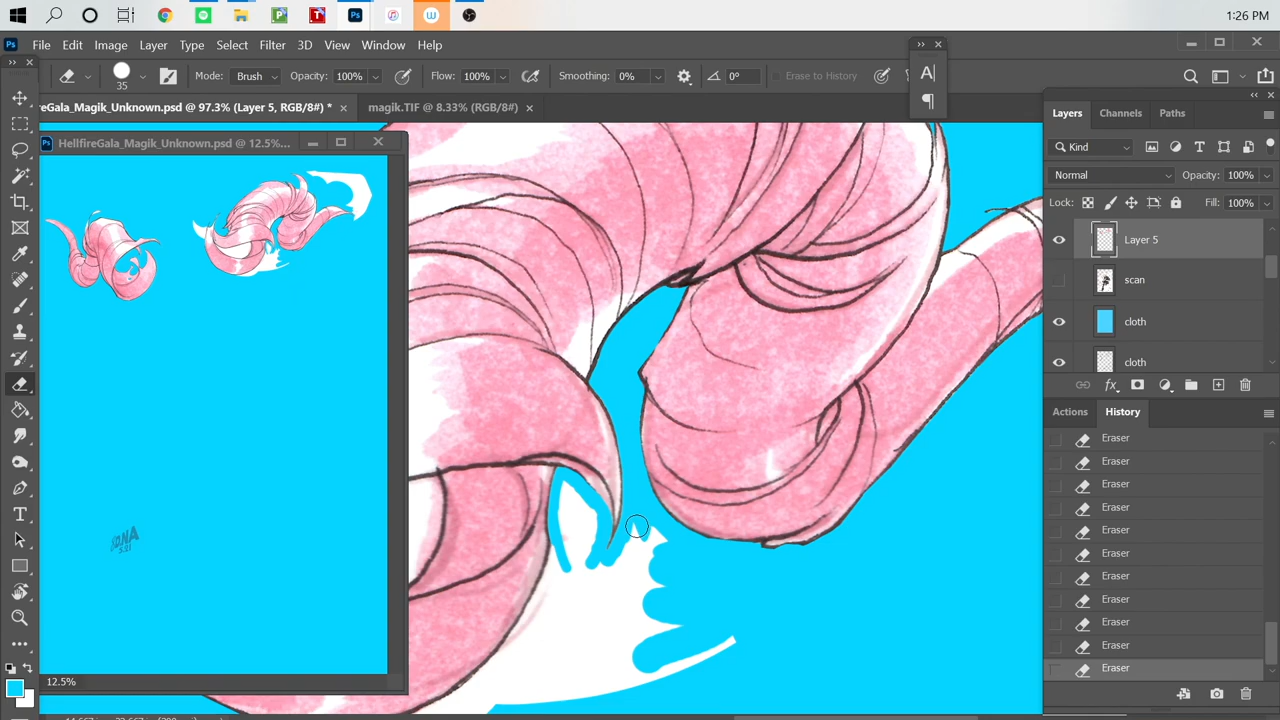 1:26 PM
Ps File Edit Image Layer Type Select Filter 3D View Window Help
35 Mode: Brush Opacity: 100% Flow: 100% Smoothing: 0% 0° Erase to History
reGala_Magik_Unknown.psd @ 97.3% (Layer 5, RGB/8#) * magik.TIF @ 8.33% (RGB/8#)
HellfireGala_Magik_Unknown.psd @ 12.5%...
Layers Channels Paths
Kind
Normal Opacity: 100%
Lock: Fill: 100%
Layer 5
scan
cloth
cloth
Actions History
Eraser
Eraser
Eraser
Eraser
Eraser
Eraser
Eraser
Eraser
Eraser
Eraser
Eraser
12.5%